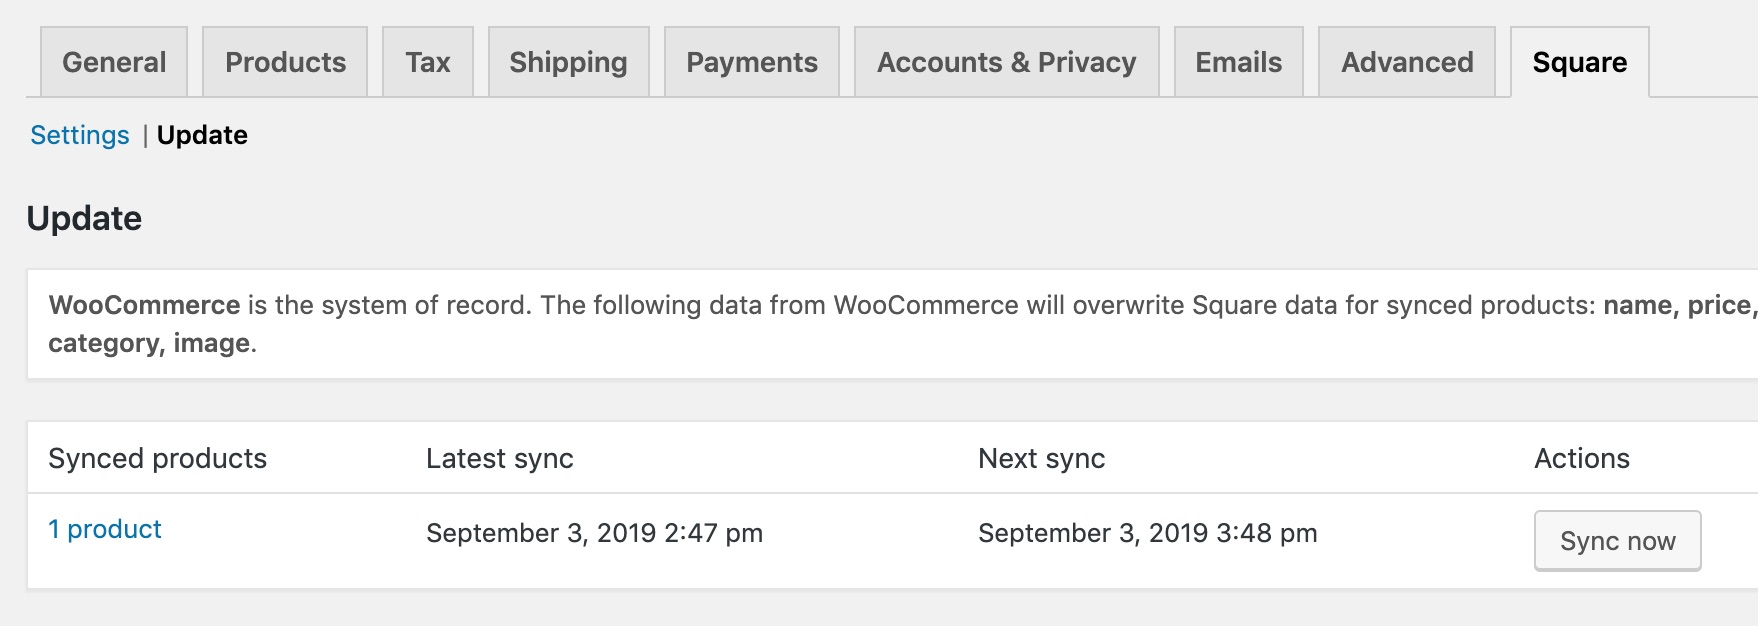 General Products Tax Shipping Payments Accounts & Privacy Emails Advanced Square
Settings | Update
Update
WooCommerce is the system of record. The following data from WooCommerce will overwrite Square data for synced products: name, price,
category, image.
Synced products Latest sync Next sync Actions
1 product September 3, 2019 2:47 pm September 3, 2019 3:48 pm Sync now